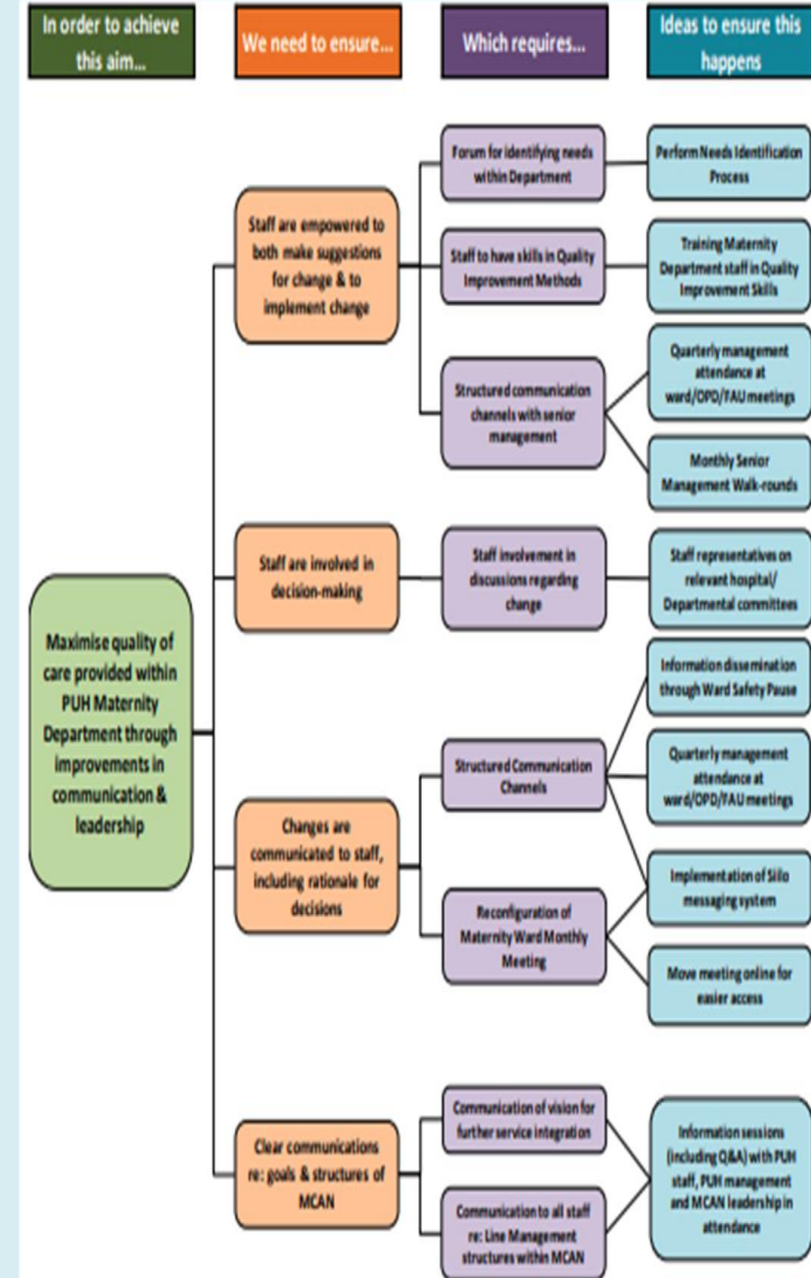 In order to achieve
this aim...
We need to ensure...
Which requires...
Ideas to ensure this
happens
Maximise quality of
care provided within
PUH Maternity
Department through
improvements in
communication &
leadership
Staff are empowered to
both make suggestions
for change & to
implement change
Forum for identifying needs
within Department
Perform Needs Identification
Process
Staff to have skills in Quality
Improvement Methods
Training Maternity
Department staff in Quality
Improvement Skills
Structured communication
channels with senior
management
Quarterly management
attendance at
ward/OPD/FAU meetings
Monthly Senior
Management Walk-rounds
Staff are involved in
decision-making
Staff involvement in
discussions regarding
change
Staff representatives on
relevant hospital/
Departmental committees
Changes are
communicated to staff,
including rationale for
decisions
Structured Communication
Channels
Information dissemination
through Ward Safety Pause
Quarterly management
attendance at
ward/OPD/FAU meetings
Implementation of Siilo
messaging system
Reconfiguration of
Maternity Ward Monthly
Meeting
Move meeting online for
easier access
Clear communications
re: goals & structures of
MCAN
Communication of vision for
further service integration
Communication to all staff
re: Line Management
structures within MCAN
Information sessions
(including Q&A) with PUH
staff, PUH management
and MCAN leadership in
attendance